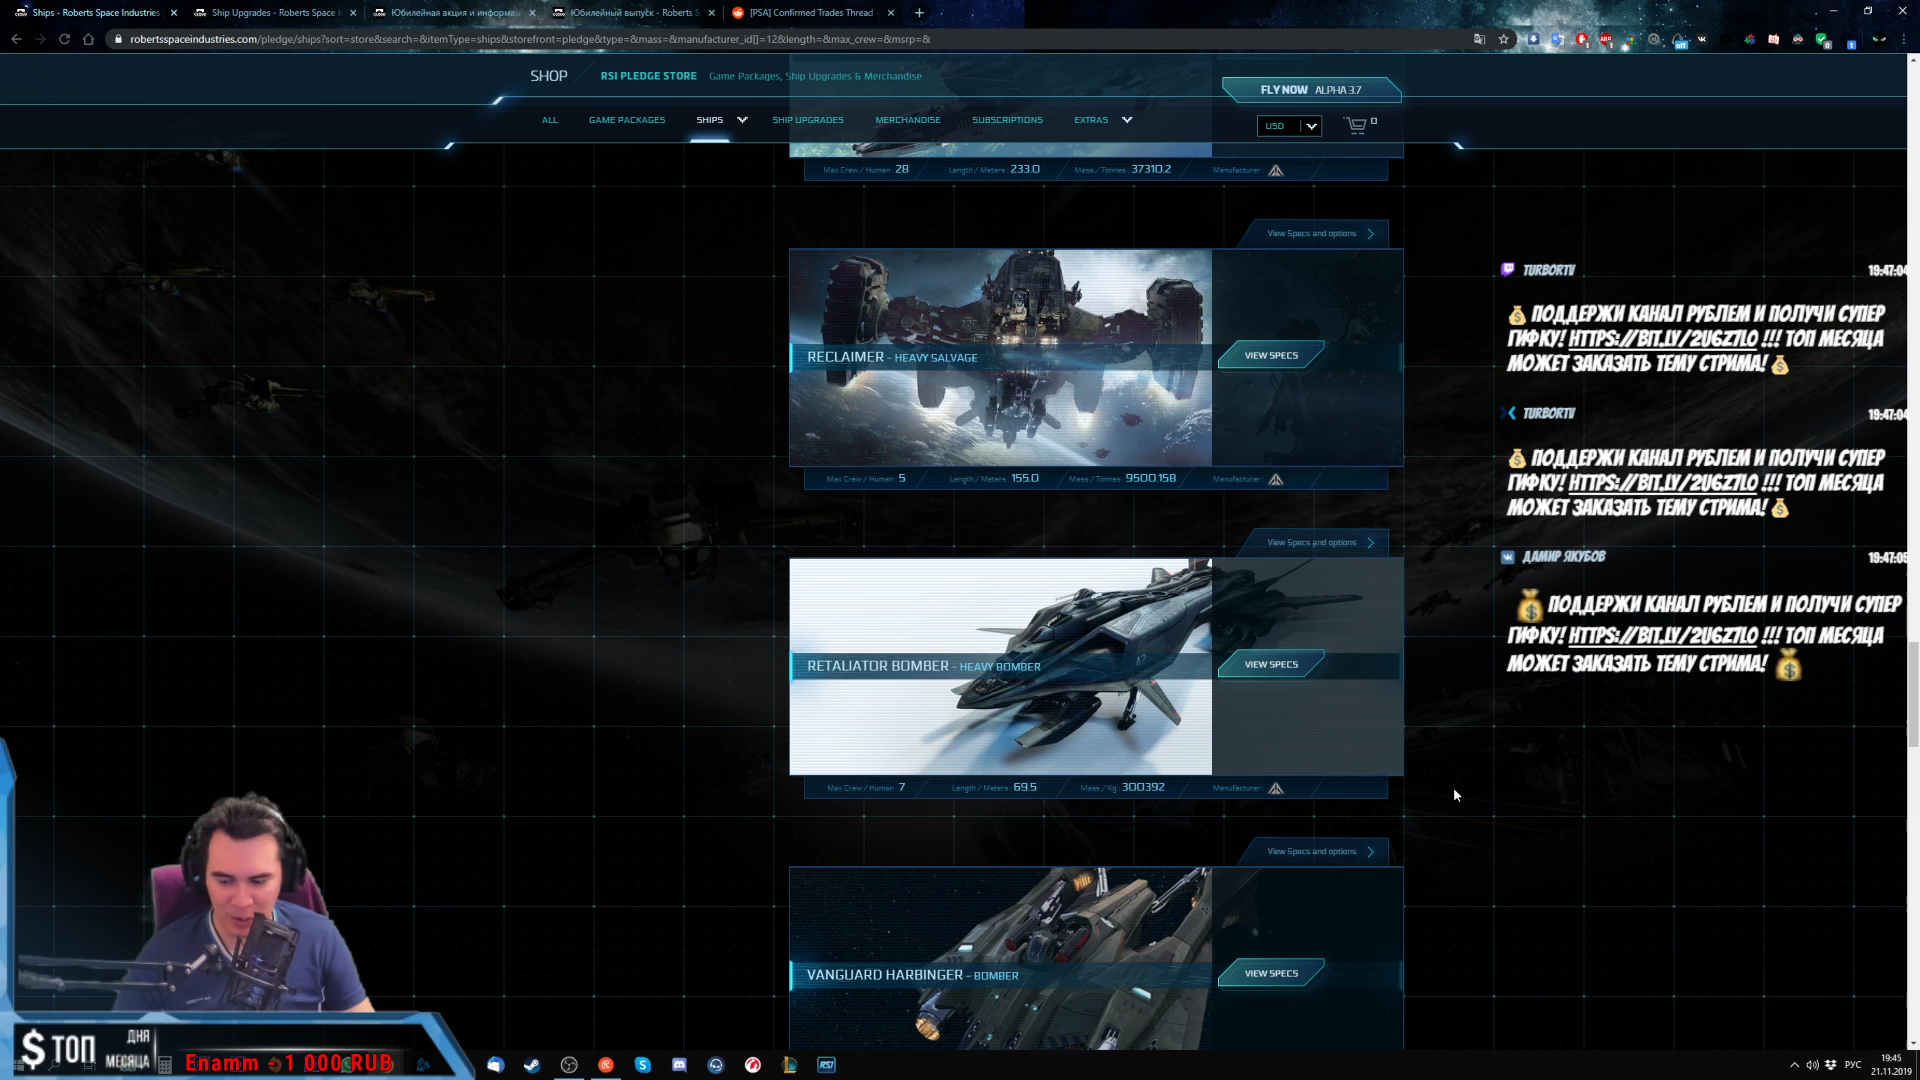 Ships - Roberts Space Industries
Ship Upgrades - Roberts Space I
Юбилейная акция и информац
Юбилейный выпуск - Roberts S
[PSA] Confirmed Trades Thread
robertsspaceindustries.com/pledge/ships?sort=store&search=&itemType=ships&storefront=pledge&type=&mass=&manufacturer_id[]=12&length=&max_crew=&msrp=&
SHOP
RSI PLEDGE STORE
Game Packages, Ship Upgrades & Merchandise
FLY NOW ALPHA 3.7
ALL
GAME PACKAGES
SHIPS
SHIP UPGRADES
MERCHANDISE
SUBSCRIPTIONS
EXTRAS
USD
0
Max Crew / Human 28
Length / Meters 233.0
Mass / Tonnes 37310.2
Manufacturer
View Specs and options
RECLAIMER - HEAVY SALVAGE
VIEW SPECS
Max Crew / Human 5
Length / Meters 155.0
Mass / Tonnes 9500.158
Manufacturer
View Specs and options
RETALIATOR BOMBER - HEAVY BOMBER
VIEW SPECS
Max Crew / Human 7
Length / Meters 69.5
Mass / Kg 300392
Manufacturer
View Specs and options
VANGUARD HARBINGER - BOMBER
VIEW SPECS
TURBORTV 19:47:04
ПОДДЕРЖИ КАНАЛ РУБЛЕМ И ПОЛУЧИ СУПЕР
ГИФКУ! HTTPS://BIT.LY/2U6Z7LO !!! ТОП МЕСЯЦА
МОЖЕТ ЗАКАЗАТЬ ТЕМУ СТРИМА!
TURBORTV 19:47:04
ПОДДЕРЖИ КАНАЛ РУБЛЕМ И ПОЛУЧИ СУПЕР
ГИФКУ! HTTPS://BIT.LY/2U6Z7LO !!! ТОП МЕСЯЦА
МОЖЕТ ЗАКАЗАТЬ ТЕМУ СТРИМА!
ДАМИР ЯКУБОВ 19:47:05
ПОДДЕРЖИ КАНАЛ РУБЛЕМ И ПОЛУЧИ СУПЕР
ГИФКУ! HTTPS://BIT.LY/2U6Z7LO !!! ТОП МЕСЯЦА
МОЖЕТ ЗАКАЗАТЬ ТЕМУ СТРИМА!
$ ТОП
ДНЯ
МЕСЯЦА
Enamm - 1 000 RUB
RSI
РУС
19:45
21.11.2019